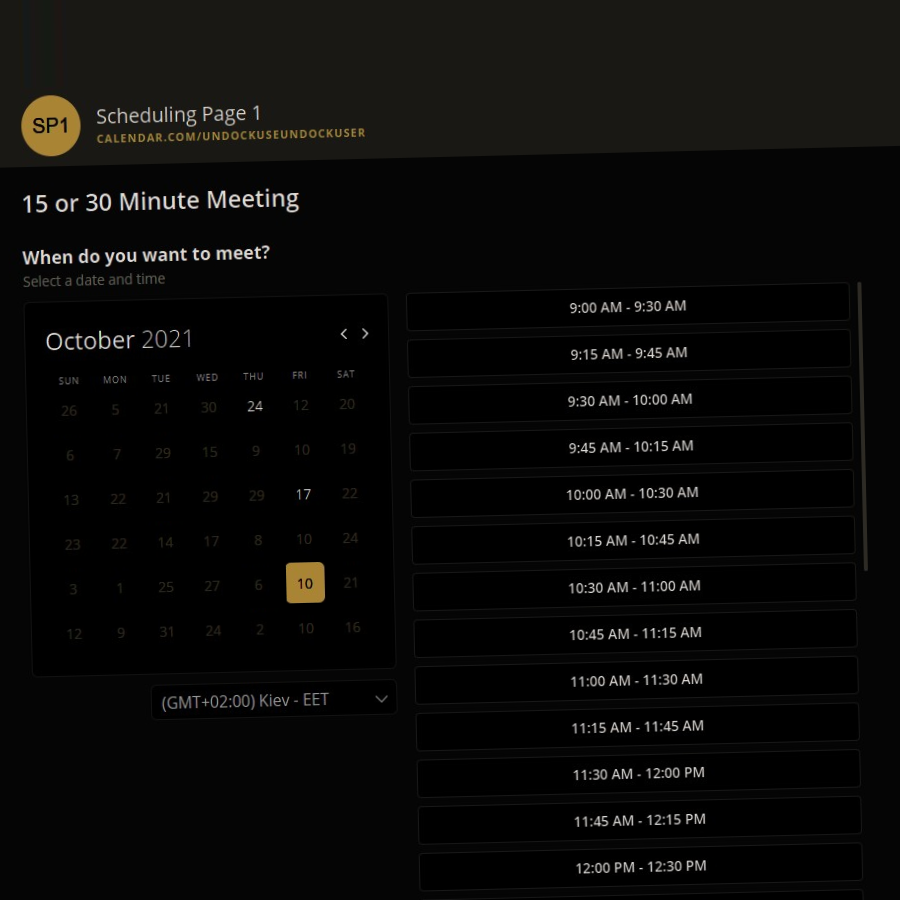 SP1
Scheduling Page 1
CALENDAR.COM/UNDOCKUSEUNDOCKUSER
15 or 30 Minute Meeting
When do you want to meet?
Select a date and time
October 2021
SUN MON TUE WED THU FRI SAT
26 5 21 30 24 12 20
6 7 29 15 9 10 19
13 22 21 29 29 17 22
23 22 14 17 8 10 24
3 1 25 27 6 10 21
12 9 31 24 2 10 16
(GMT+02:00) Kiev - EET
9:00 AM - 9:30 AM
9:15 AM - 9:45 AM
9:30 AM - 10:00 AM
9:45 AM - 10:15 AM
10:00 AM - 10:30 AM
10:15 AM - 10:45 AM
10:30 AM - 11:00 AM
10:45 AM - 11:15 AM
11:00 AM - 11:30 AM
11:15 AM - 11:45 AM
11:30 AM - 12:00 PM
11:45 AM - 12:15 PM
12:00 PM - 12:30 PM